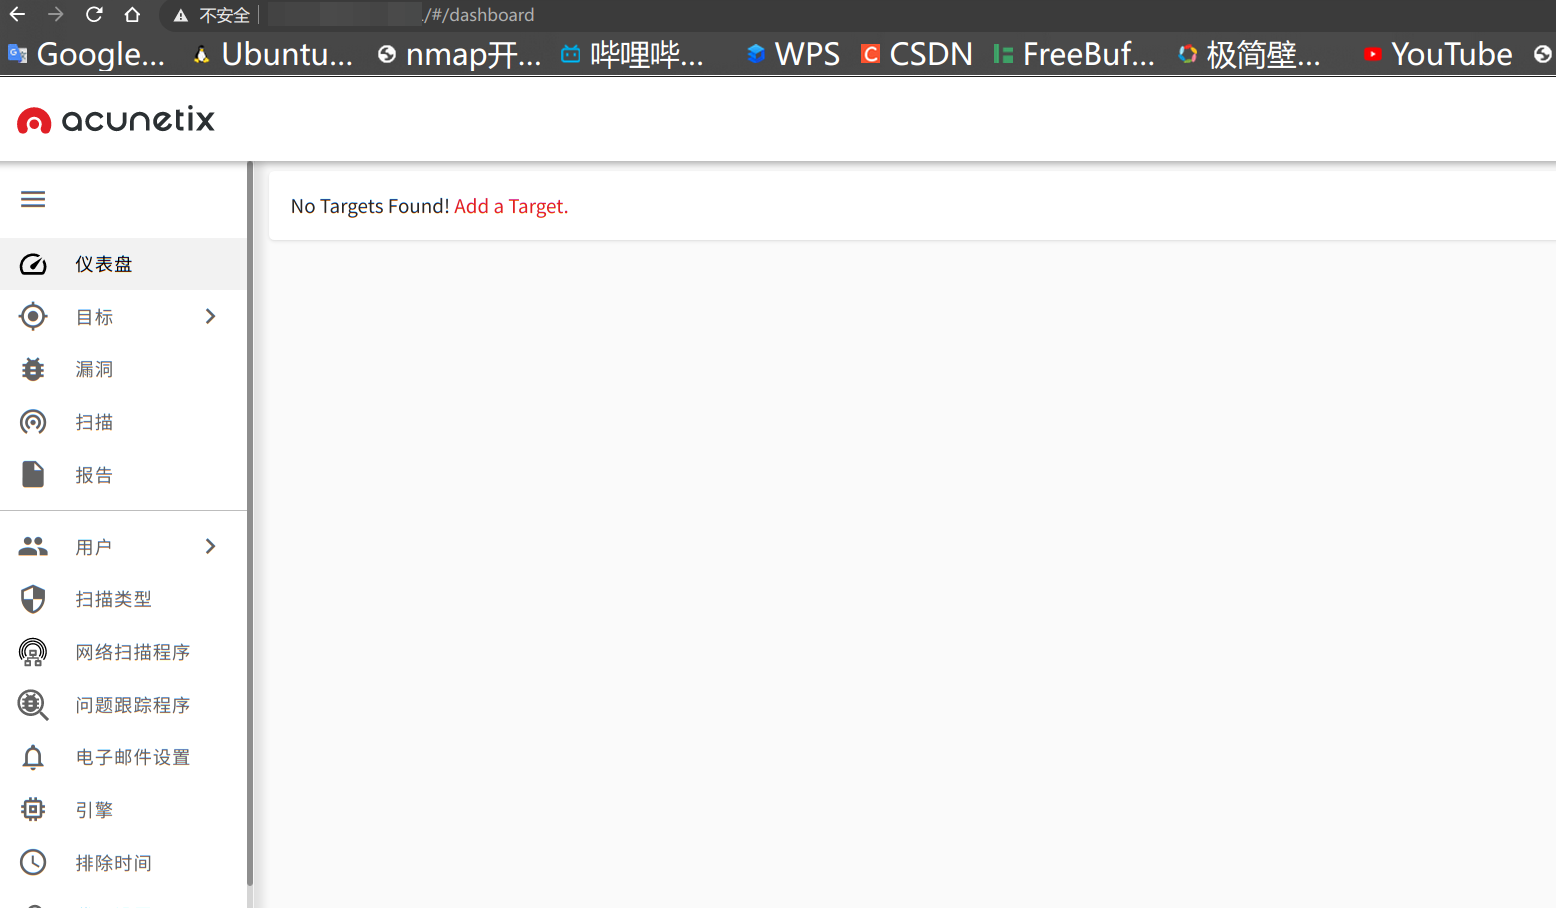 不安全 /#/dashboard
Google... Ubuntu... nmap开... 哔哩哔... WPS CSDN FreeBuf... 极简壁... YouTube
acunetix
No Targets Found! Add a Target.
仪表盘
目标
漏洞
扫描
报告
用户
扫描类型
网络扫描程序
问题跟踪程序
电子邮件设置
引擎
排除时间